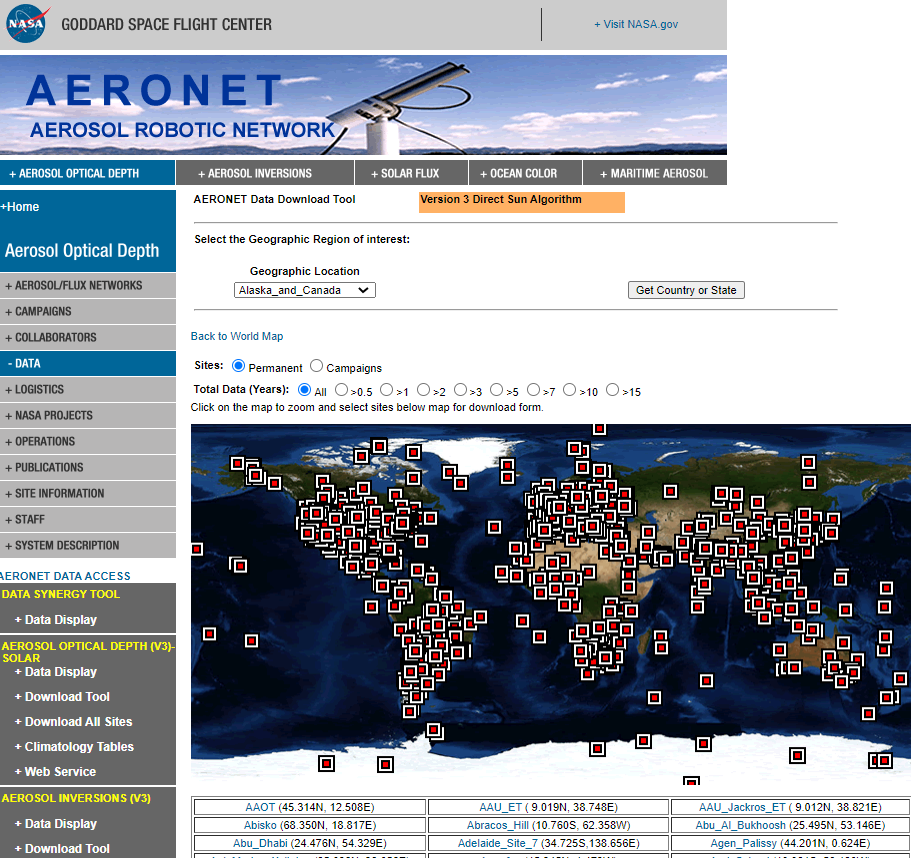 NASA
GODDARD SPACE FLIGHT CENTER
+ Visit NASA.gov
AERONET
AEROSOL ROBOTIC NETWORK
+ AEROSOL OPTICAL DEPTH
+ AEROSOL INVERSIONS
+ SOLAR FLUX
+ OCEAN COLOR
+ MARITIME AEROSOL
+Home
Aerosol Optical Depth
+ AEROSOL/FLUX NETWORKS
+ CAMPAIGNS
+ COLLABORATORS
- DATA
+ LOGISTICS
+ NASA PROJECTS
+ OPERATIONS
+ PUBLICATIONS
+ SITE INFORMATION
+ STAFF
+ SYSTEM DESCRIPTION
AERONET DATA ACCESS
DATA SYNERGY TOOL
+ Data Display
AEROSOL OPTICAL DEPTH (V3)-
SOLAR
+ Data Display
+ Download Tool
+ Download All Sites
+ Climatology Tables
+ Web Service
AEROSOL INVERSIONS (V3)
+ Data Display
+ Download Tool
AERONET Data Download Tool
Version 3 Direct Sun Algorithm
Select the Geographic Region of interest:
Geographic Location
Alaska_and_Canada
Get Country or State
Back to World Map
Sites: Permanent Campaigns
Total Data (Years): All >0.5 >1 >2 >3 >5 >7 >10 >15
Click on the map to zoom and select sites below map for download form.
AAOT (45.314N, 12.508E)
AAU_ET ( 9.019N, 38.748E)
AAU_Jackros_ET ( 9.012N, 38.821E)
Abisko (68.350N, 18.817E)
Abracos_Hill (10.760S, 62.358W)
Abu_Al_Bukhoosh (25.495N, 53.146E)
Abu_Dhabi (24.476N, 54.329E)
Adelaide_Site_7 (34.725S,138.656E)
Agen_Palissy (44.201N, 0.624E)